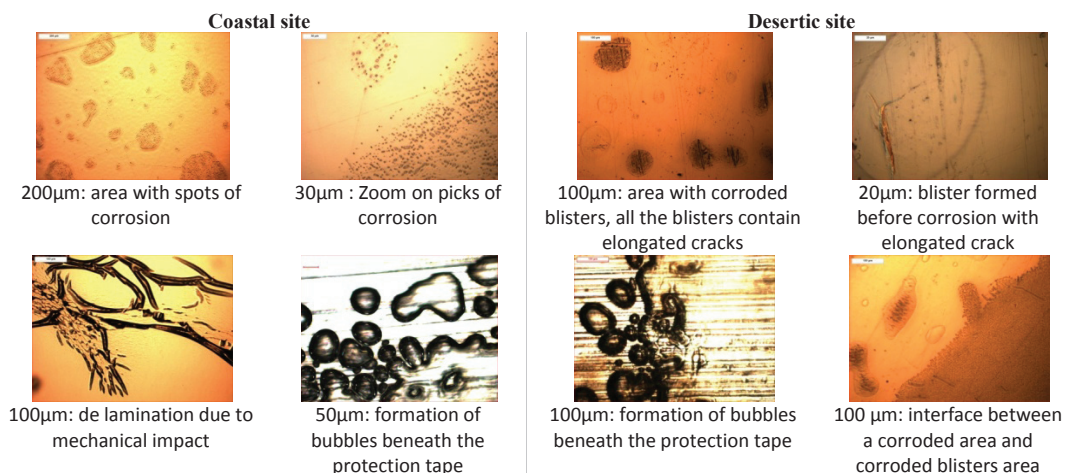 Coastal site
Desertic site
200µm: area with spots of
corrosion
30µm : Zoom on picks of
corrosion
100µm: area with corroded
blisters, all the blisters contain
elongated cracks
20µm: blister formed
before corrosion with
elongated crack
100µm: de lamination due to
mechanical impact
50µm: formation of
bubbles beneath the
protection tape
100µm: formation of bubbles
beneath the protection tape
100 µm: interface between
a corroded area and
corroded blisters area